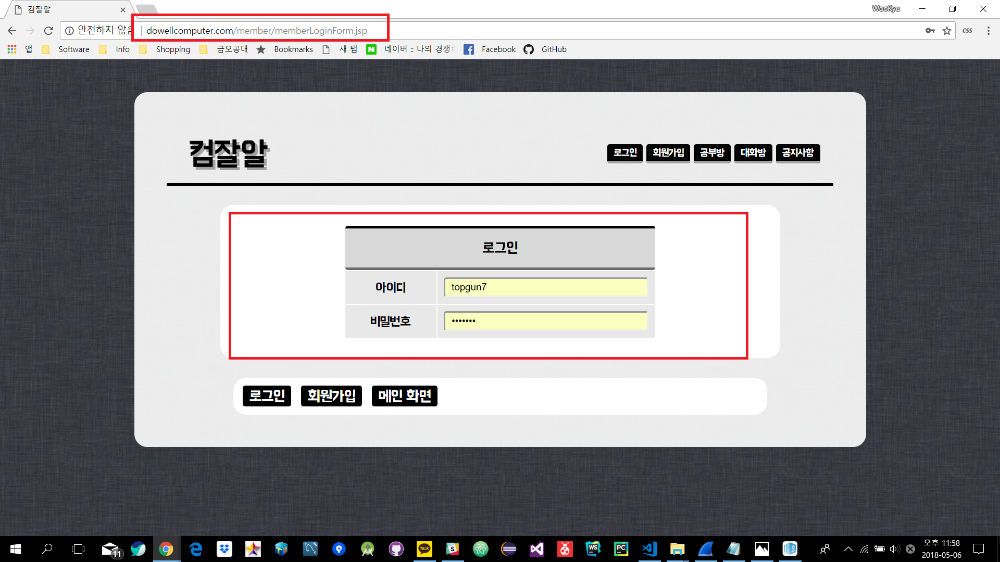 컴잘알
WooKyu
안전하지 않음 dowellcomputer.com/member/memberLoginForm.jsp
css
앱 Software Info Shopping 금오공대 Bookmarks 새 탭 네이버 :: 나의 경쟁력 Facebook GitHub
컴잘알
로그인 회원가입 공부방 대화방 공지사항
로그인
아이디 topgun7
비밀번호 •••••••
로그인 회원가입 메인 화면
11 TALK S WS PC
오후 11:58
2018-05-06